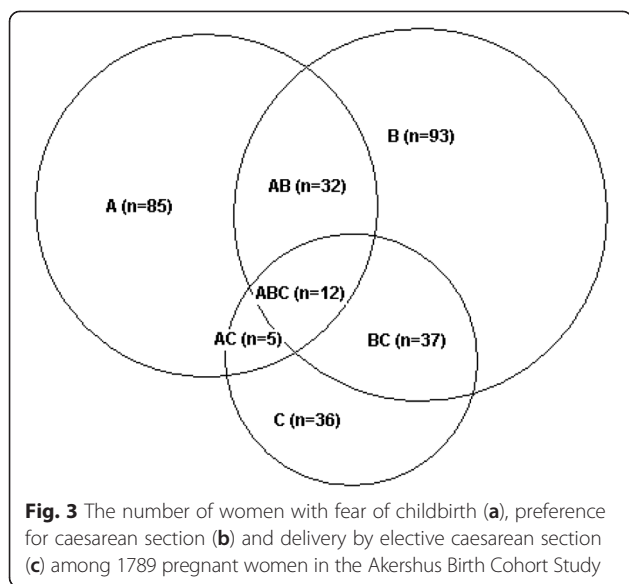 B (n=93)
AB (n=32)
A (n=85)
ABC (n=12)
AC (n=5)
BC (n=37)
C (n=36)
Fig. 3 The number of women with fear of childbirth (a), preference
for caesarean section (b) and delivery by elective caesarean section
(c) among 1789 pregnant women in the Akershus Birth Cohort Study